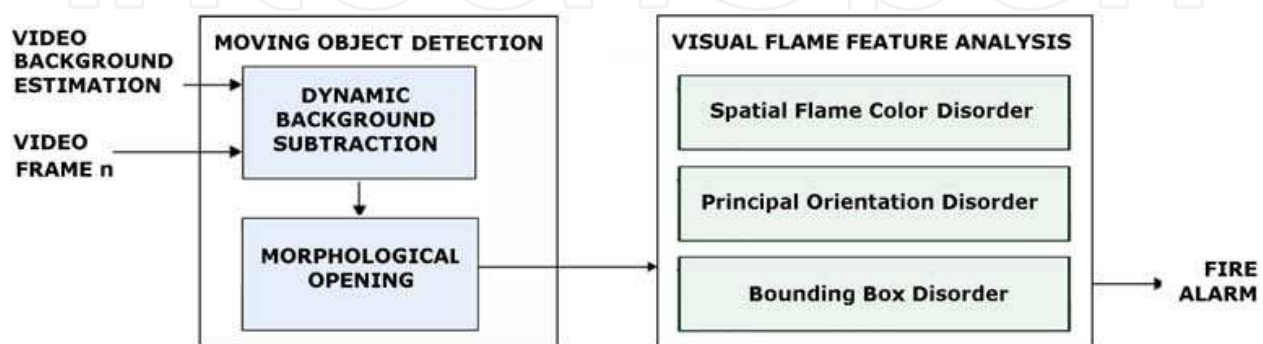 VIDEO
BACKGROUND
ESTIMATION
VIDEO
FRAME n
MOVING OBJECT DETECTION
DYNAMIC
BACKGROUND
SUBTRACTION
MORPHOLOGICAL
OPENING
VISUAL FLAME FEATURE ANALYSIS
Spatial Flame Color Disorder
Principal Orientation Disorder
Bounding Box Disorder
FIRE
ALARM